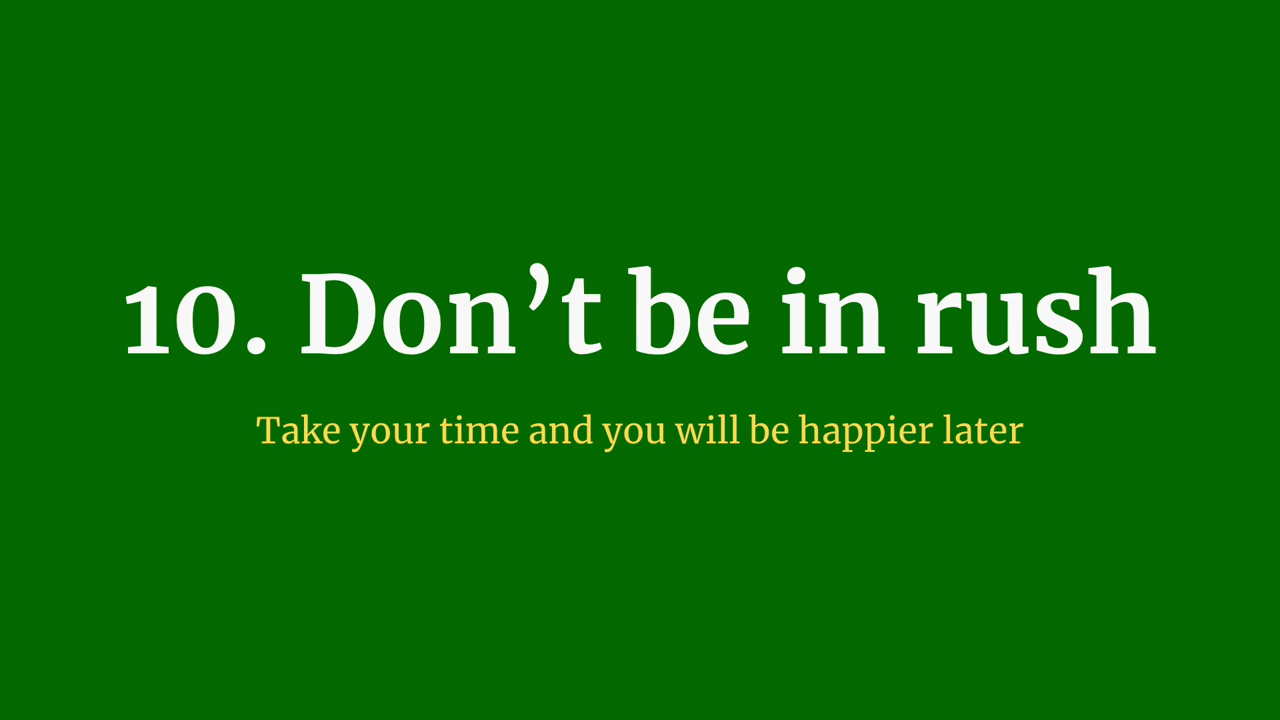 10. Don’t be in rush
Take your time and you will be happier later